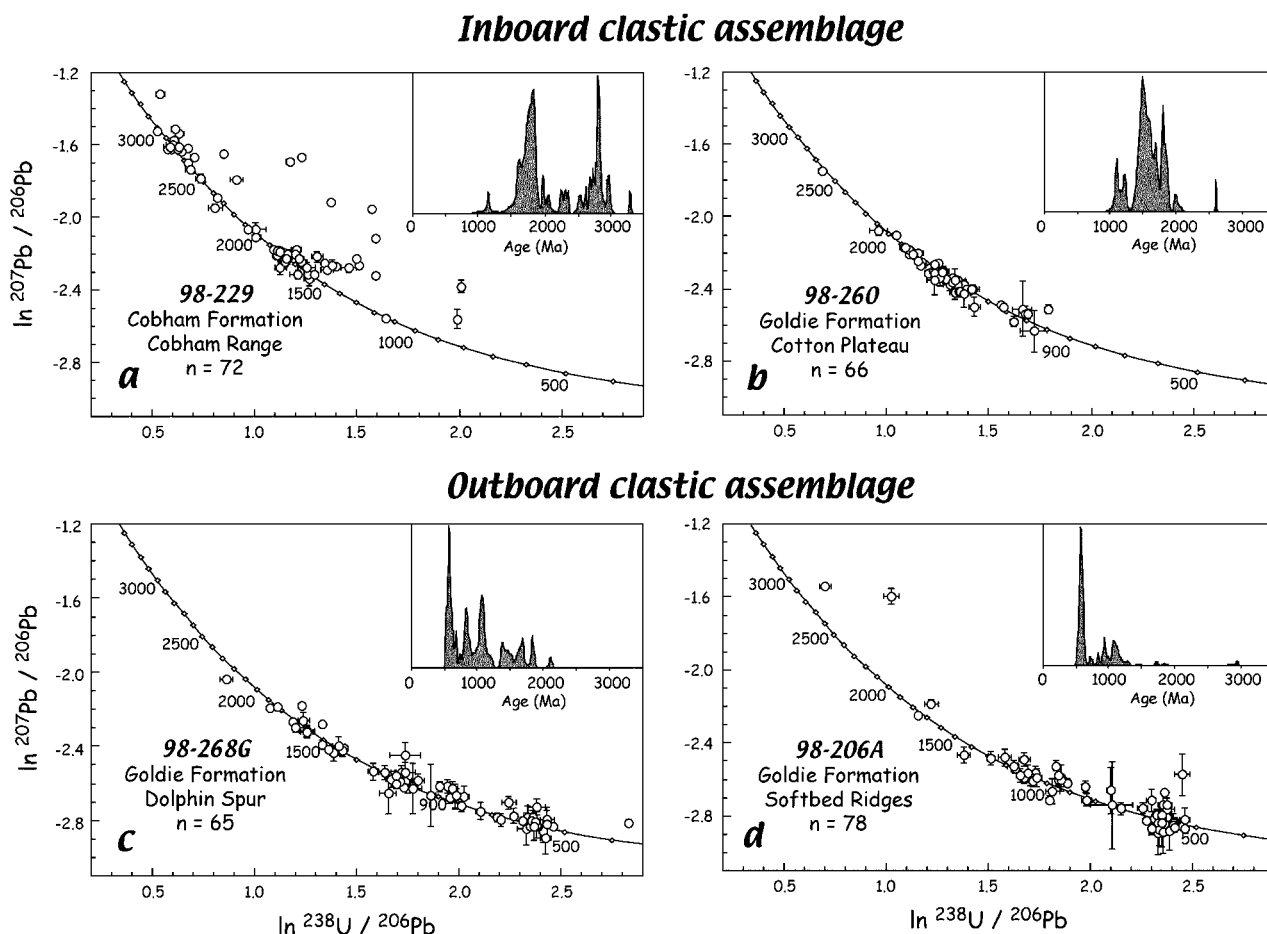 Inboard clastic assemblage
ln ²⁰⁷Pb / ²⁰⁶Pb
-1.2
-1.6
-2.0
-2.4
-2.8
3000
2500
2000
1500
1000
500
0.5 1.0 1.5 2.0 2.5
98-229
Cobham Formation
Cobham Range
n = 72
a
0 1000 2000 3000
Age (Ma)
-1.2
-1.6
-2.0
-2.4
-2.8
3000
2500
2000
1500
900
500
0.5 1.0 1.5 2.0 2.5
98-260
Goldie Formation
Cotton Plateau
n = 66
b
0 1000 2000 3000
Age (Ma)
Outboard clastic assemblage
ln ²⁰⁷Pb / ²⁰⁶Pb
-1.2
-1.6
-2.0
-2.4
-2.8
3000
2500
2000
1500
900
500
0.5 1.0 1.5 2.0 2.5
98-268G
Goldie Formation
Dolphin Spur
n = 65
c
0 1000 2000 3000
Age (Ma)
ln ²³⁸U / ²⁰⁶Pb
-1.2
-1.6
-2.0
-2.4
-2.8
3000
2500
2000
1500
1000
500
0.5 1.0 1.5 2.0 2.5
98-206A
Goldie Formation
Softbed Ridges
n = 78
d
0 1000 2000 3000
Age (Ma)
ln ²³⁸U / ²⁰⁶Pb